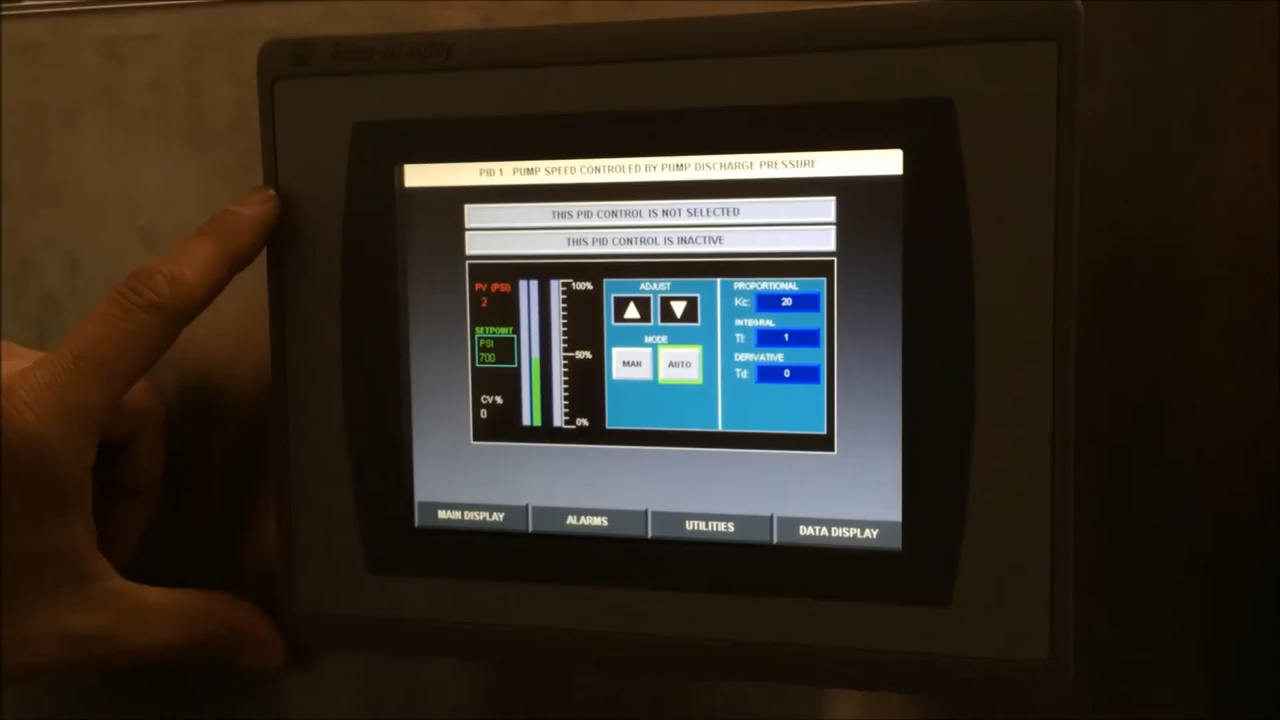 Allen-Bradley
PID 1 PUMP SPEED CONTROLED BY PUMP DISCHARGE PRESSURE
THIS PID CONTROL IS NOT SELECTED
THIS PID CONTROL IS INACTIVE
PV (PSI)
2
SETPOINT
PSI
700
CV %
0
100%
50%
0%
ADJUST
MODE
MAN
AUTO
PROPORTIONAL
Kc: 20
INTEGRAL
TI: 1
DERIVATIVE
Td: 0
MAIN DISPLAY
ALARMS
UTILITIES
DATA DISPLAY